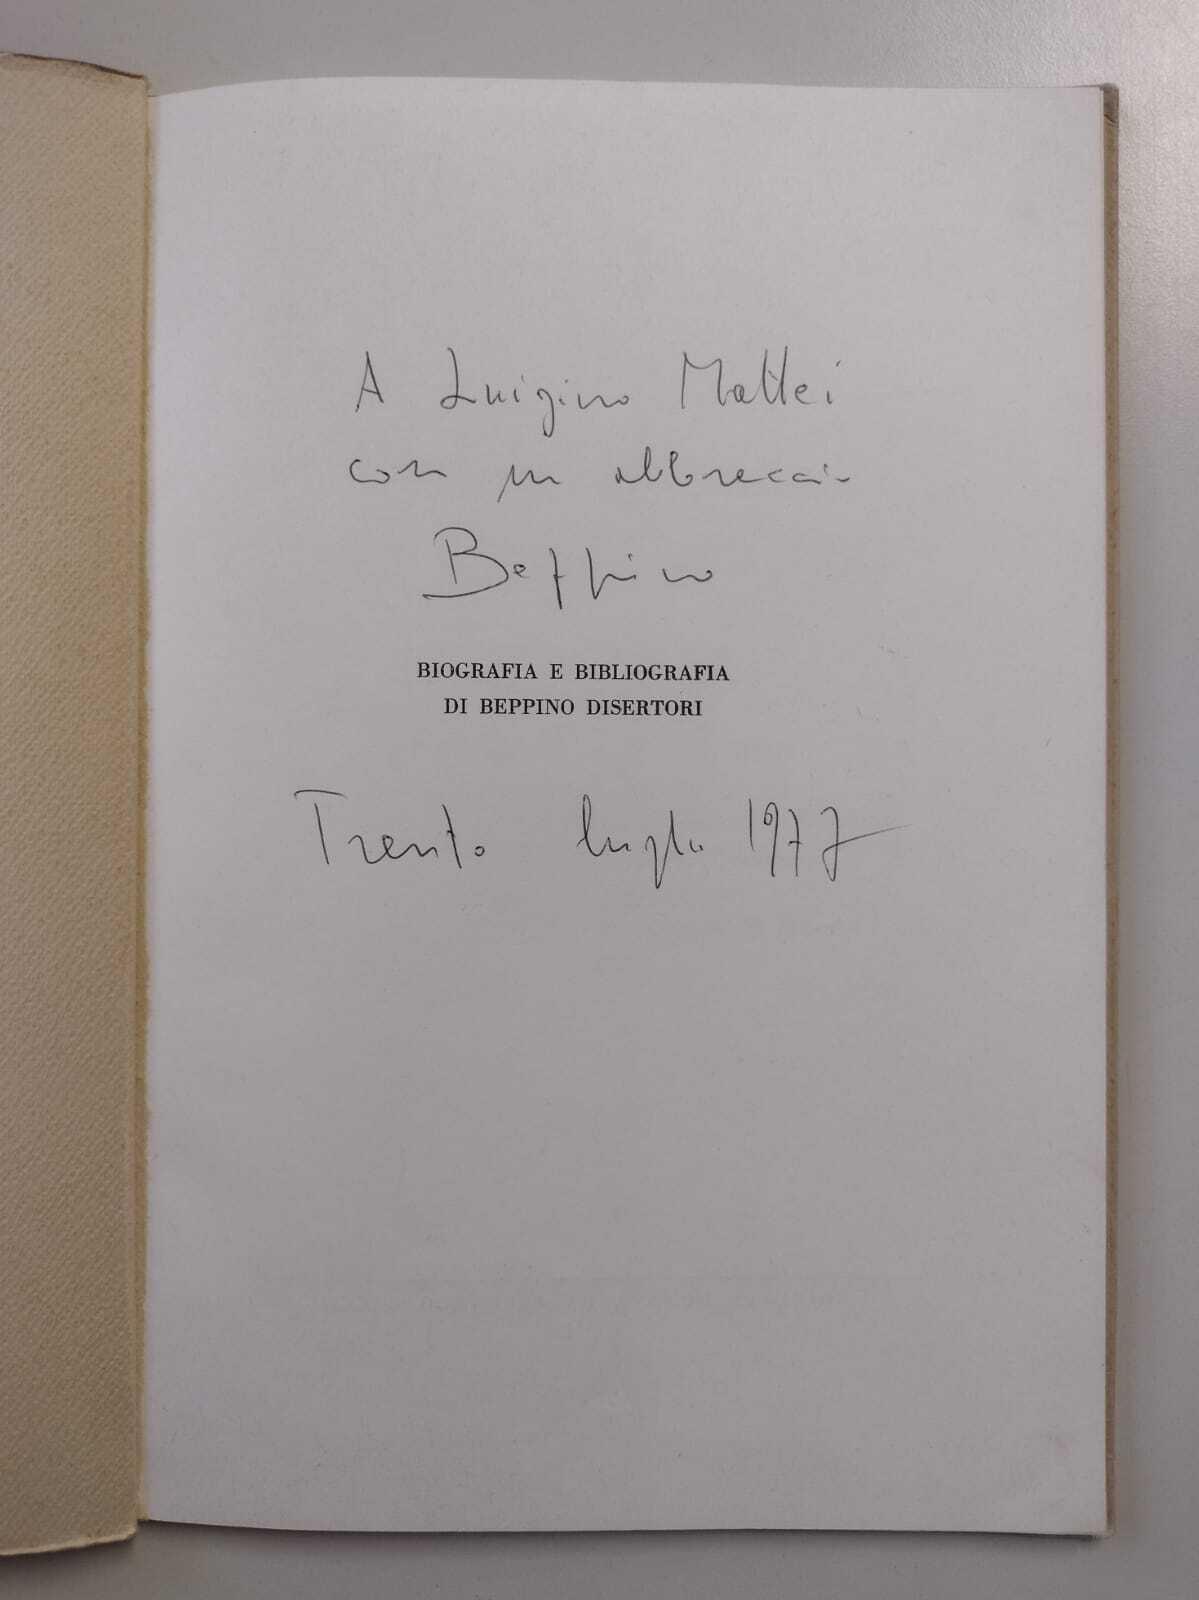 A Luigino Mattei
con un abbraccio
Beppino
BIOGRAFIA E BIBLIOGRAFIA
DI BEPPINO DISERTORI
Trento luglio 1977